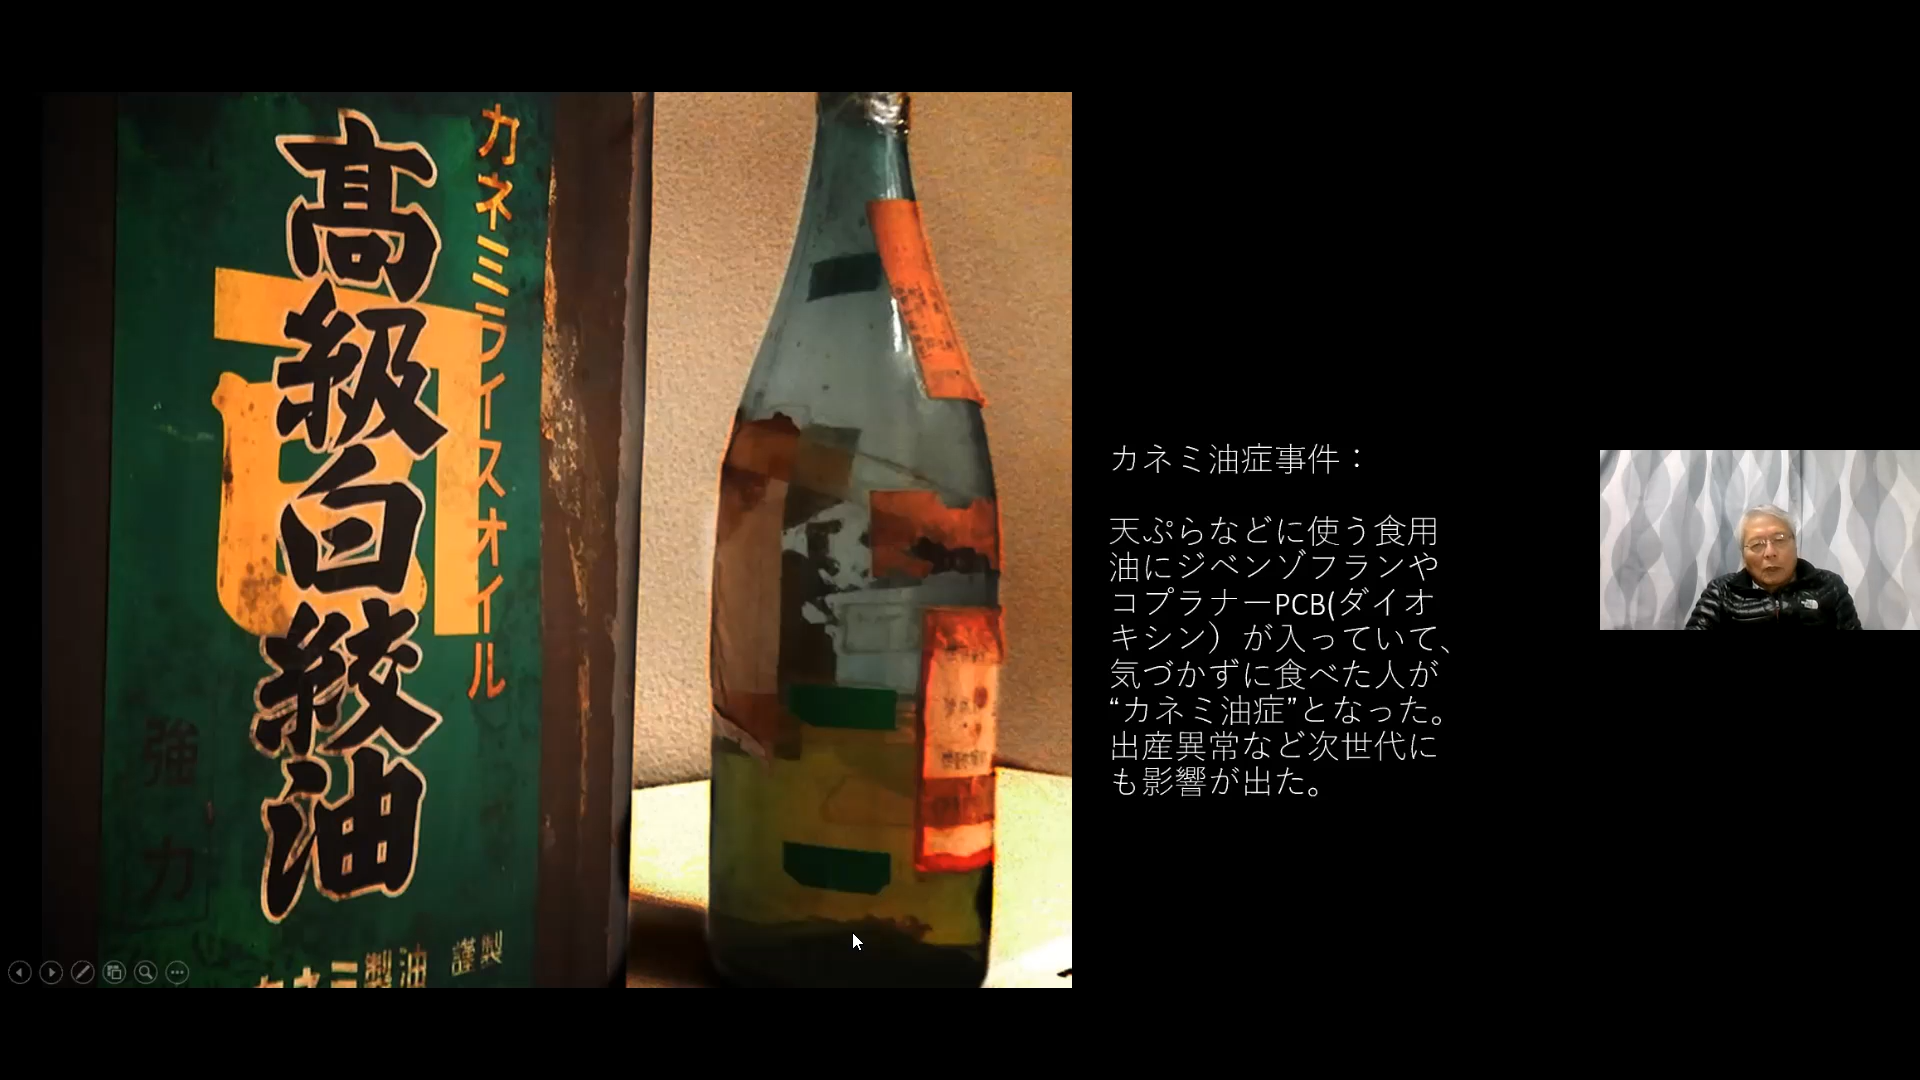 カネミライスオイル
高級白絞油
強力
カネミ製油 謹製
カネミ油症事件：
天ぷらなどに使う食用
油にジベンゾフランや
コプラナーPCB(ダイオ
キシン）が入っていて、
気づかずに食べた人が
“カネミ油症”となった。
出産異常など次世代に
も影響が出た。